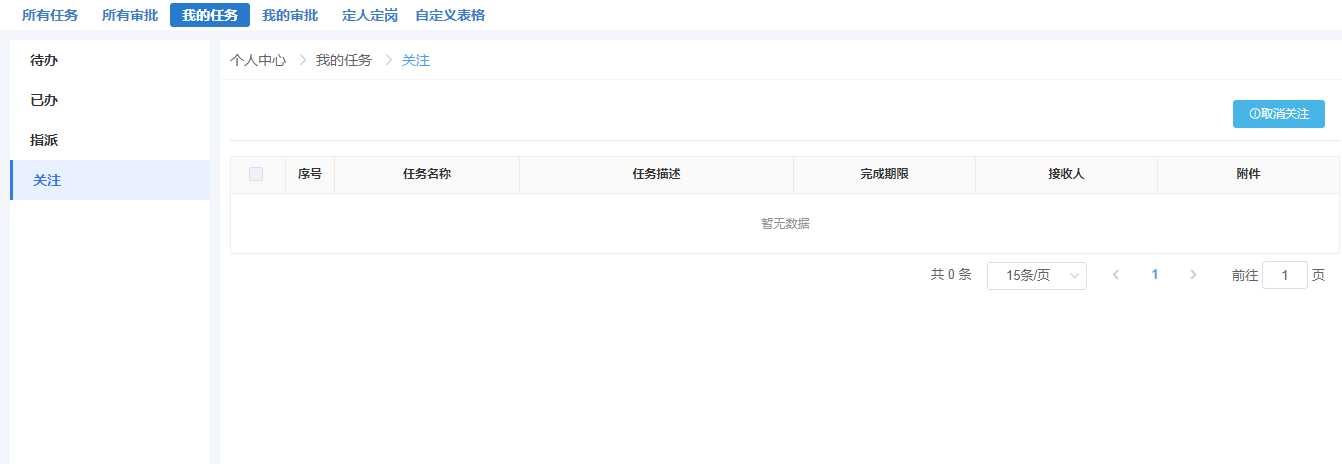 所有任务 所有审批 我的任务 我的审批 定人定岗 自定义表格
待办
已办
指派
关注
个人中心 > 我的任务 > 关注
取消关注
序号 任务名称 任务描述 完成期限 接收人 附件
暂无数据
共 0 条 15条/页 1 前往 1 页